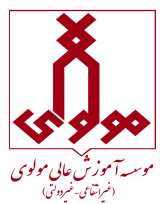 مولوی
موسسه آموزش عالی مولوی
(غیرانتفاعی-غیردولتی)